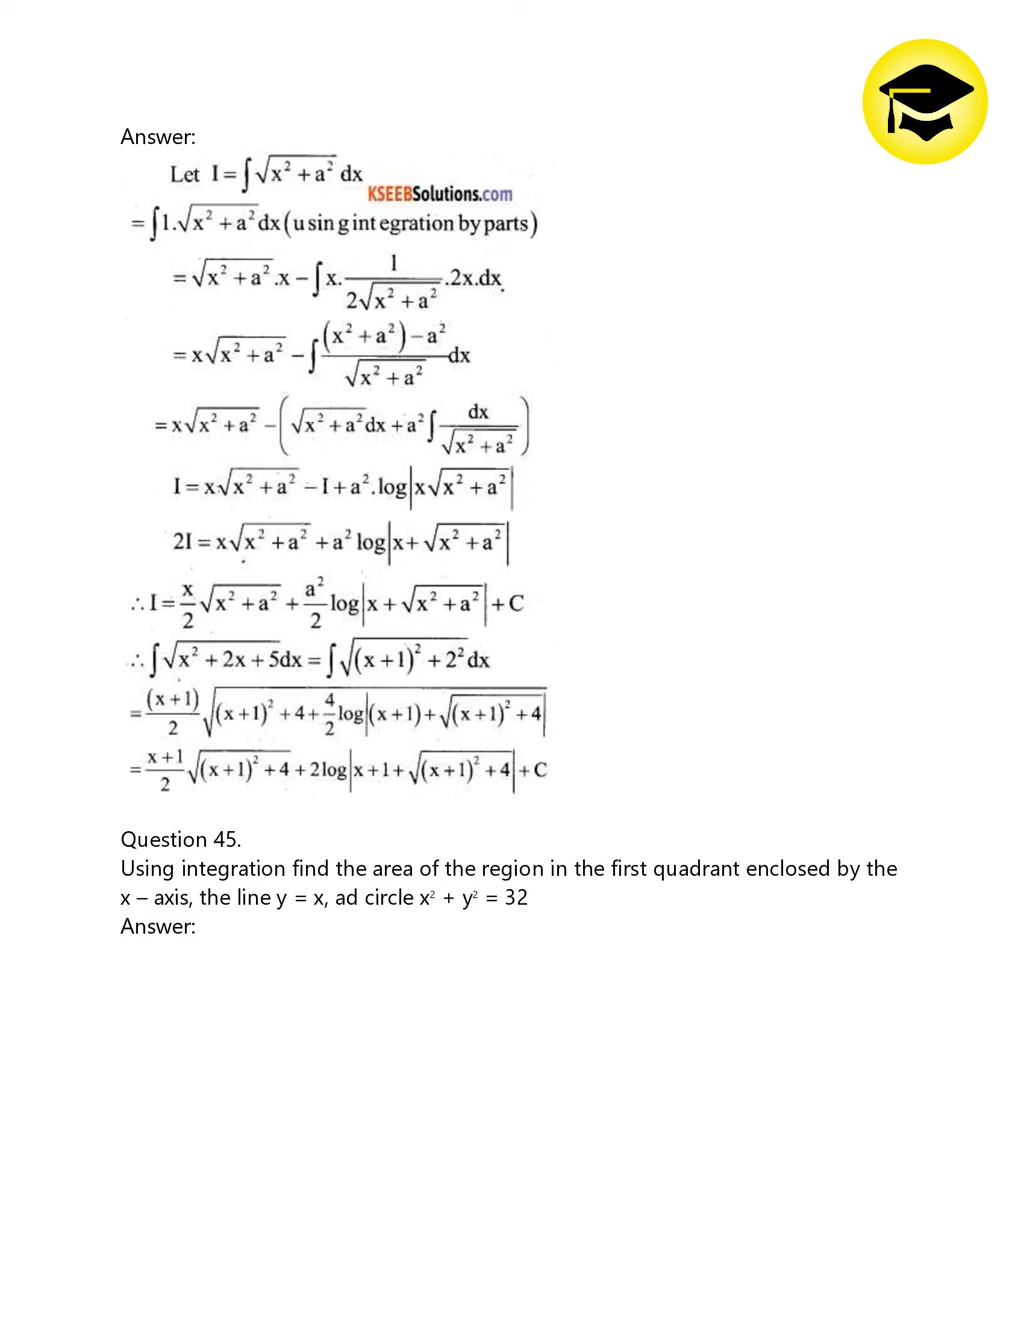 Answer:
Let I = ∫√(x² + a²) dx
KSEEBSolutions.com
= ∫1.√(x² + a²) dx (u sin g int egration by parts)
= √(x² + a²) .x − ∫x. 1/(2√(x² + a²)) .2x.dx.
= x√(x² + a²) − ∫ ((x² + a²) − a²)/√(x² + a²) dx
= x√(x² + a²) − (√(x² + a²) dx + a² ∫ dx/√(x² + a²))
I = x√(x² + a²) − I + a². log|x√(x² + a²)|
2I = x√(x² + a²) + a² log|x + √(x² + a²)|
∴ I = x/2 √(x² + a²) + a²/2 log|x + √(x² + a²)| + C
∴ ∫√(x² + 2x + 5) dx = ∫√((x + 1)² + 2²) dx
= (x + 1)/2 √((x + 1)² + 4 + 4/2 log|(x + 1) + √((x + 1)² + 4)|)
= x + 1/2 √((x + 1)² + 4) + 2 log|x + 1 + √((x + 1)² + 4)| + C
Question 45.
Using integration find the area of the region in the first quadrant enclosed by the
x – axis, the line y = x, ad circle x² + y² = 32
Answer: